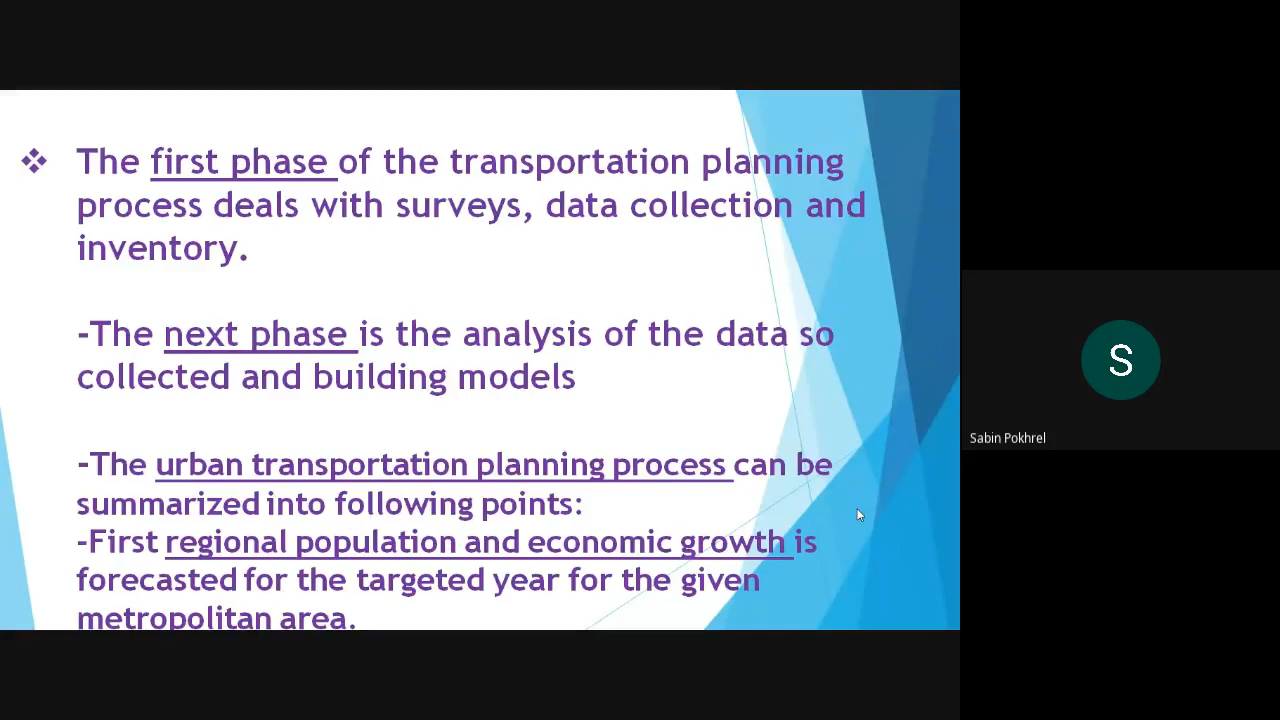 ❖ The first phase of the transportation planning
process deals with surveys, data collection and
inventory.
-The next phase is the analysis of the data so
collected and building models
-The urban transportation planning process can be
summarized into following points:
-First regional population and economic growth is
forecasted for the targeted year for the given
metropolitan area.
S
Sabin Pokhrel